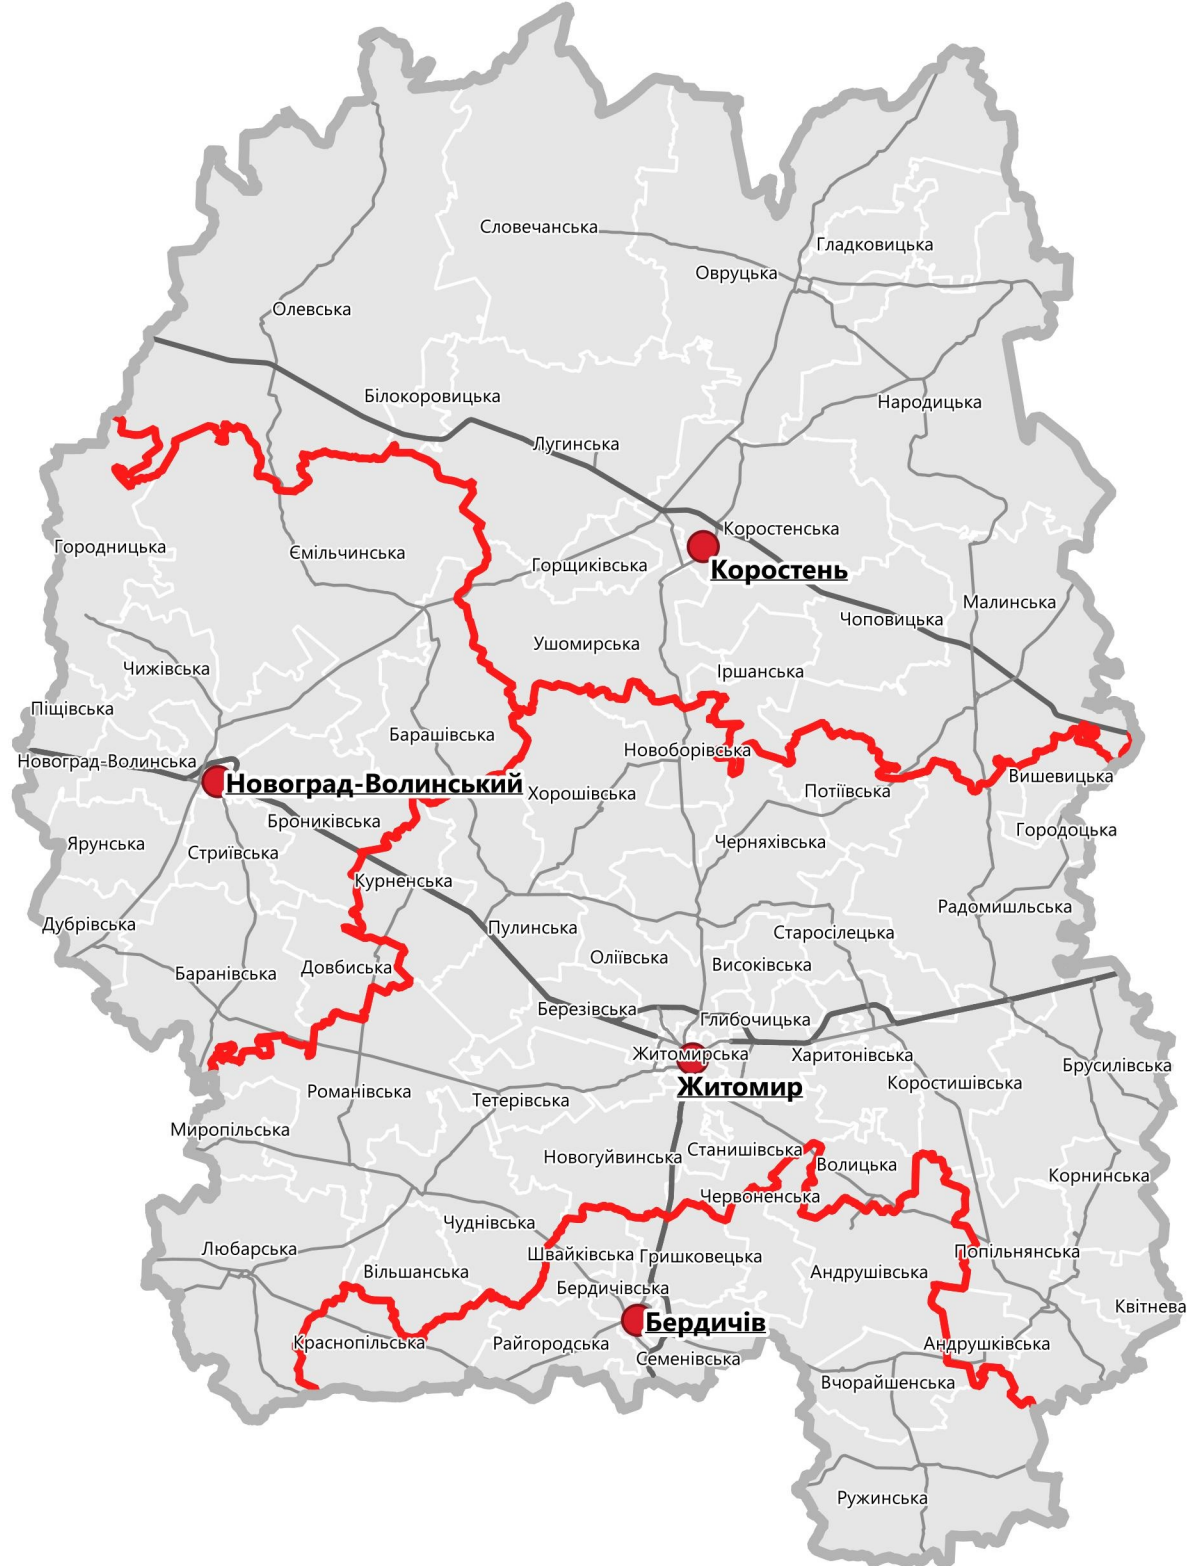 Словечанська
Гладковицька
Овруцька
Олевська
Білокоровицька
Народицька
Лугинська
Коростенська
Городницька
Ємільчинська
Горщиківська
Коростень
Малинська
Чоповицька
Ушомирська
Чижівська
Іршанська
Піщівська
Барашівська
Новоборівська
Новоград-Волинська
Вишевицька
Новоград-Волинський
Хорошівська
Потіївська
Брониківська
Городоцька
Ярунська
Стриївська
Черняхівська
Курненська
Радомишльська
Дубрівська
Пулинська
Старосілецька
Оліївська
Високівська
Баранівська
Довбиська
Березівська
Глибочицька
Житомирська
Харитонівська
Брусилівська
Житомир
Коростишівська
Романівська
Тетерівська
Миропільська
Новогуйвинська
Станишівська
Волицька
Корнинська
Червоненська
Чуднівська
Любарська
Швайківська
Гришковецька
Попільнянська
Вільшанська
Андрушівська
Бердичівська
Квітнева
Бердичів
Краснопільська
Райгородська
Андрушківська
Семенівська
Вчорайшенська
Ружинська